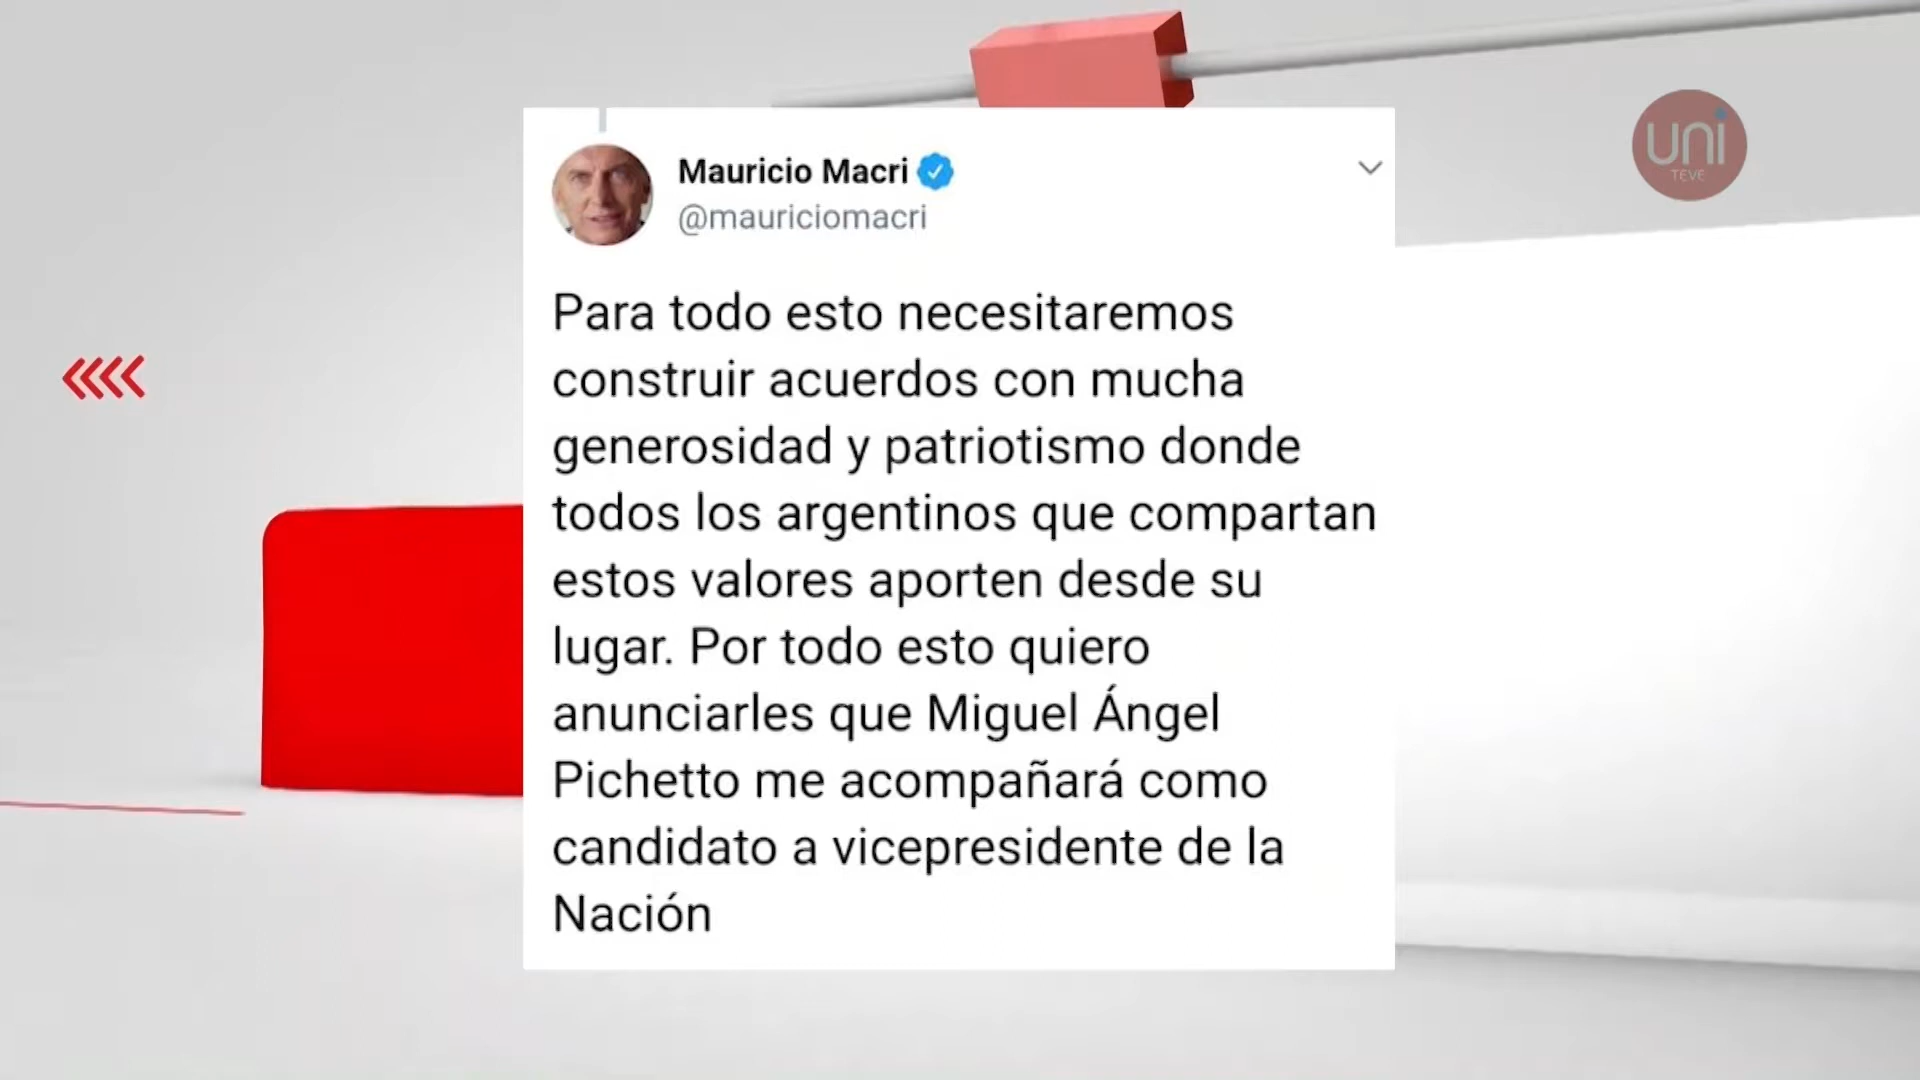 Mauricio Macri
@mauriciomacri
Para todo esto necesitaremos
construir acuerdos con mucha
generosidad y patriotismo donde
todos los argentinos que compartan
estos valores aporten desde su
lugar. Por todo esto quiero
anunciarles que Miguel Ángel
Pichetto me acompañará como
candidato a vicepresidente de la
Nación
uni
TEVE